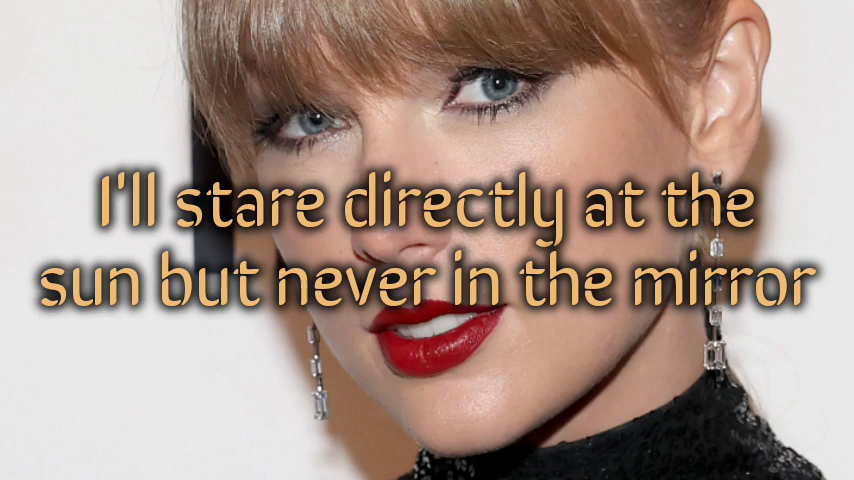 I'll stare directly at the
sun but never in the mirror